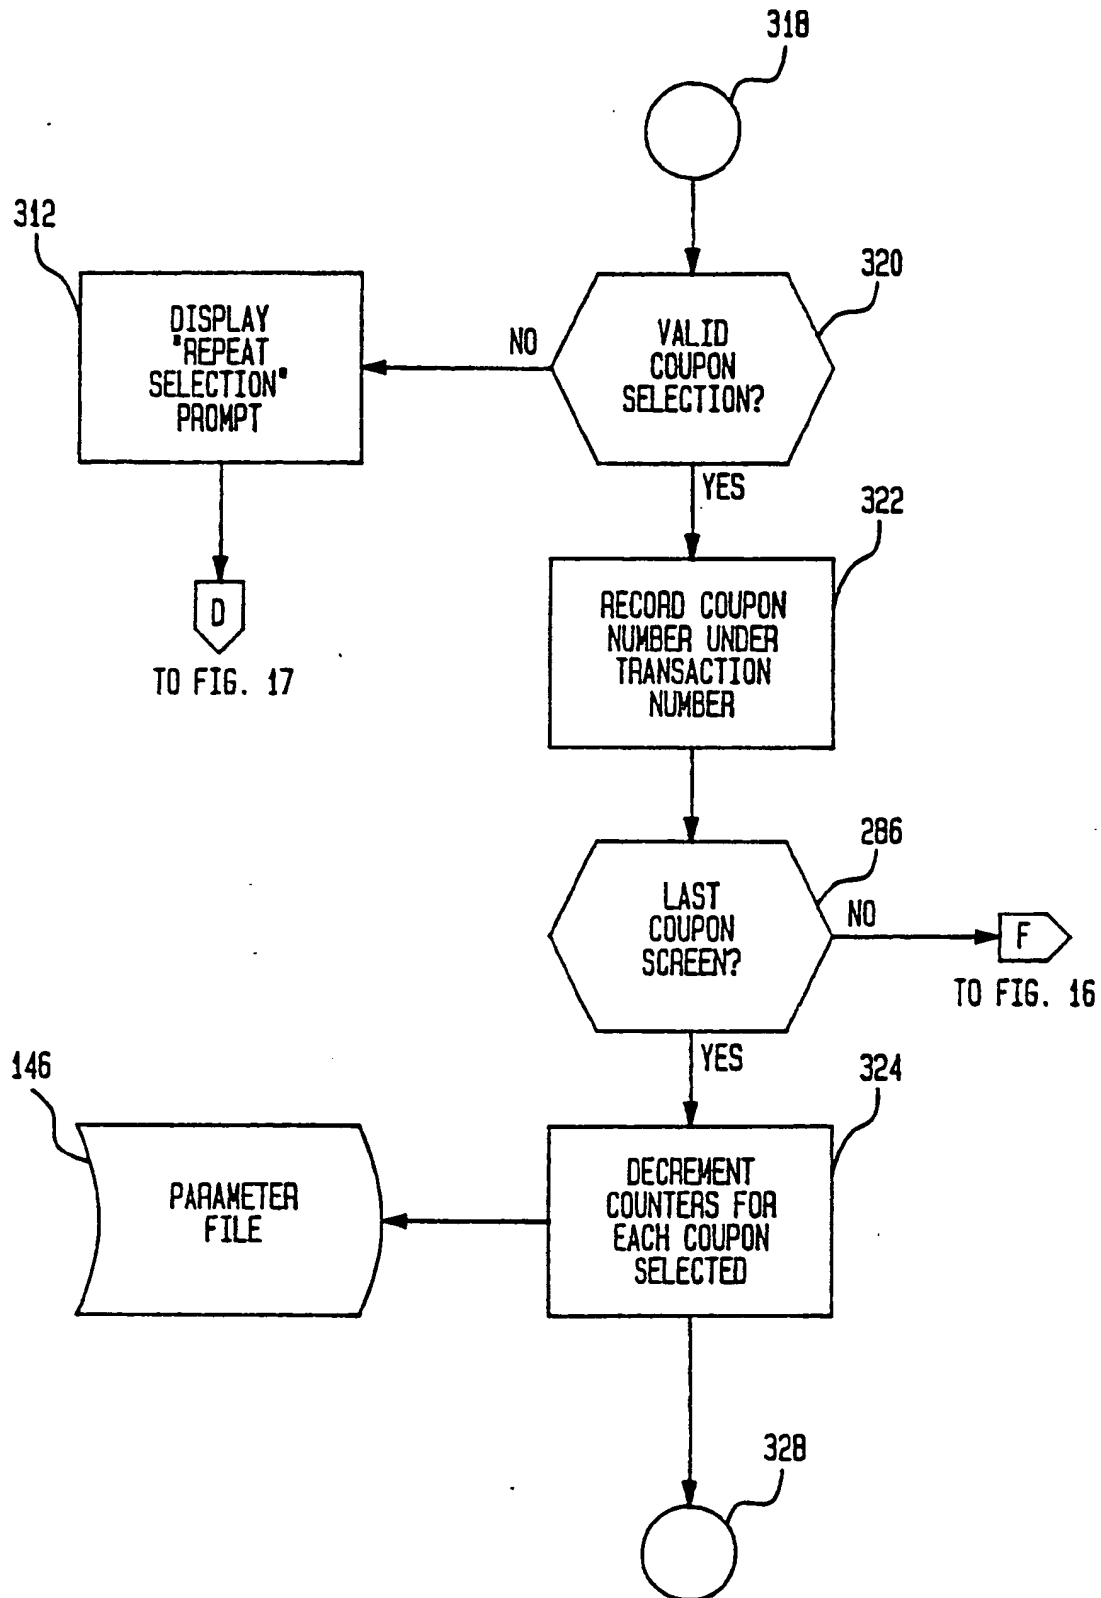 318
312
320
DISPLAY
"REPEAT
SELECTION"
PROMPT
NO
VALID
COUPON
SELECTION?
YES
322
D
TO FIG. 17
RECORD COUPON
NUMBER UNDER
TRANSACTION
NUMBER
286
LAST
COUPON
SCREEN?
NO
F
TO FIG. 16
YES
146
324
PARAMETER
FILE
DECREMENT
COUNTERS FOR
EACH COUPON
SELECTED
328